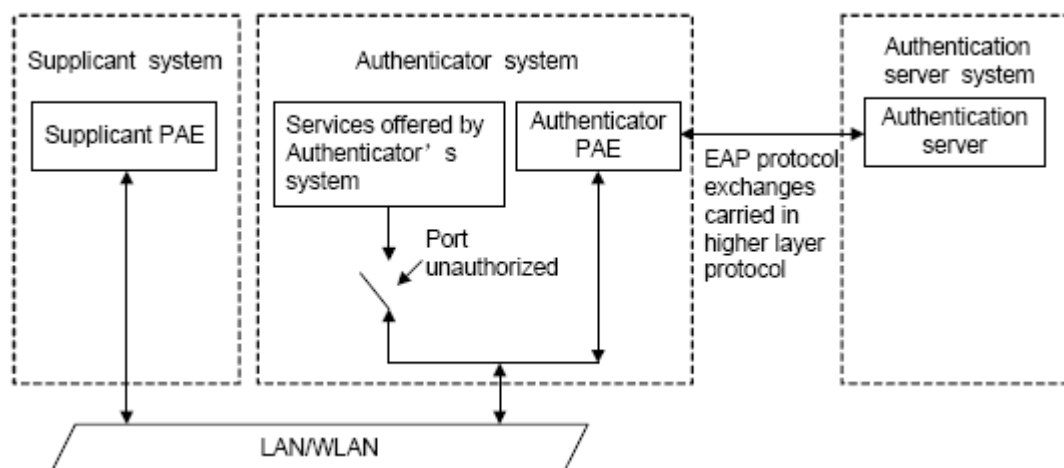 Supplicant system
Supplicant PAE
Authenticator system
Services offered by
Authenticator's
system
Authenticator
PAE
Port
unauthorized
EAP protocol
exchanges
carried in
higher layer
protocol
Authentication
server system
Authentication
server
LAN/WLAN